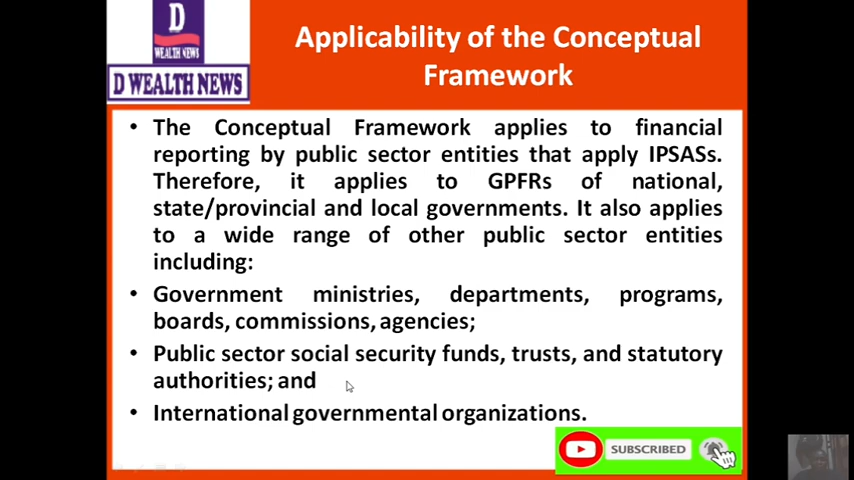 D
WEALTH NEWS
D WEALTH NEWS
Applicability of the Conceptual
Framework
• The Conceptual Framework applies to financial
reporting by public sector entities that apply IPSASs.
Therefore, it applies to GPFRs of national,
state/provincial and local governments. It also applies
to a wide range of other public sector entities
including:
• Government ministries, departments, programs,
boards, commissions, agencies;
• Public sector social security funds, trusts, and statutory
authorities; and
• International governmental organizations.
SUBSCRIBED